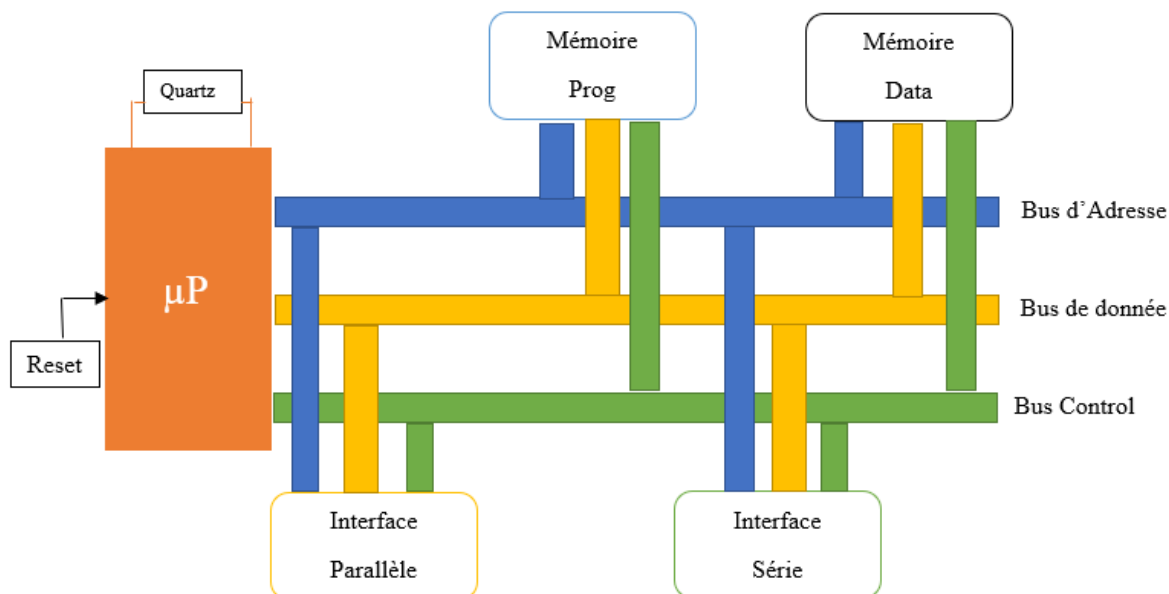 Mémoire
Prog
Mémoire
Data
Quartz
Bus d'Adresse
µP
Bus de donnée
Reset
Bus Control
Interface
Parallèle
Interface
Série